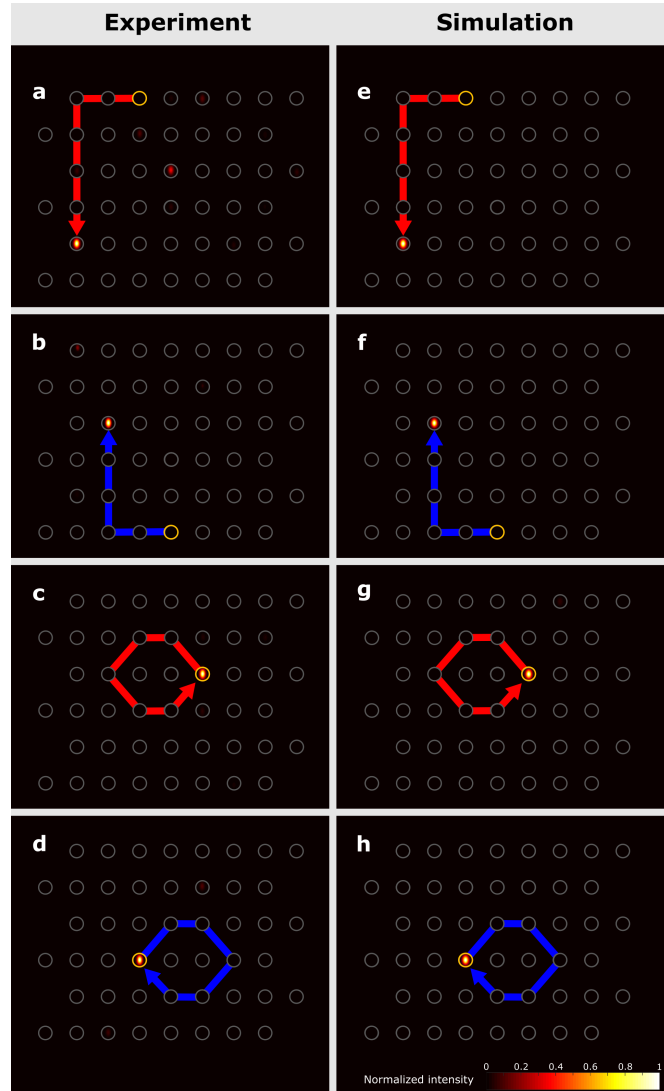 Experiment Simulation
a e
b f
c g
d h
0 0.2 0.4 0.6 0.8 1
Normalized intensity